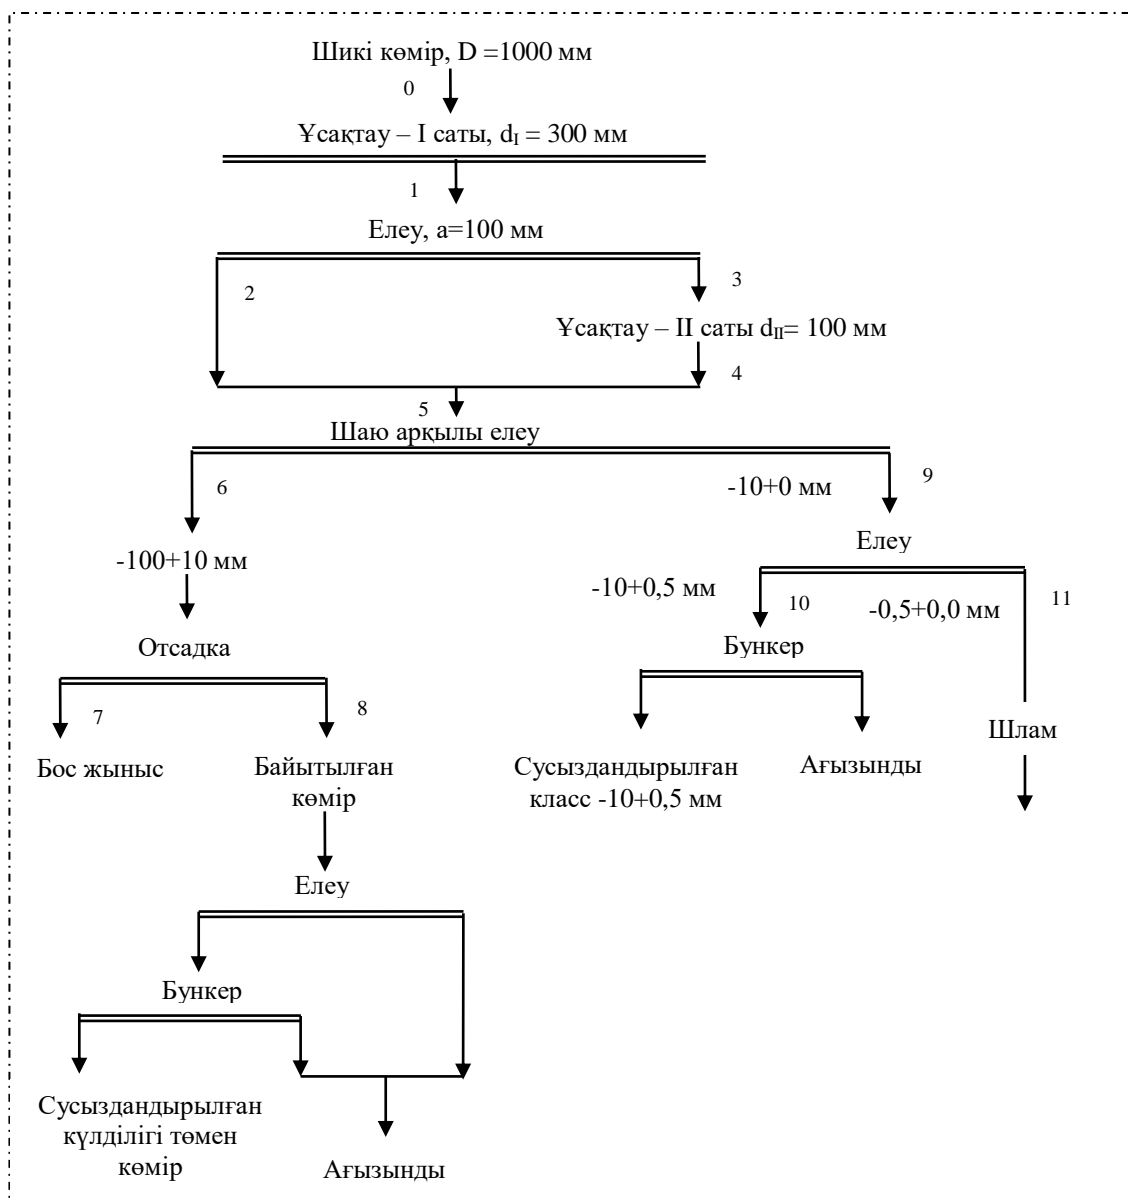 Шикі көмір, D =1000 мм
0
Ұсақтау – I саты, dI = 300 мм
1
Елеу, а=100 мм
2
3
Ұсақтау – II саты dII= 100 мм
4
5
Шаю арқылы елеу
6
-10+0 мм
9
-100+10 мм
Елеу
-10+0,5 мм
10
-0,5+0,0 мм
11
Отсадка
Бункер
7
8
Шлам
Бос жыныс
Байытылған
көмір
Сусыздандырылған
класс -10+0,5 мм
Ағызынды
Елеу
Бункер
Сусыздандырылған
күлділігі төмен
көмір
Ағызынды